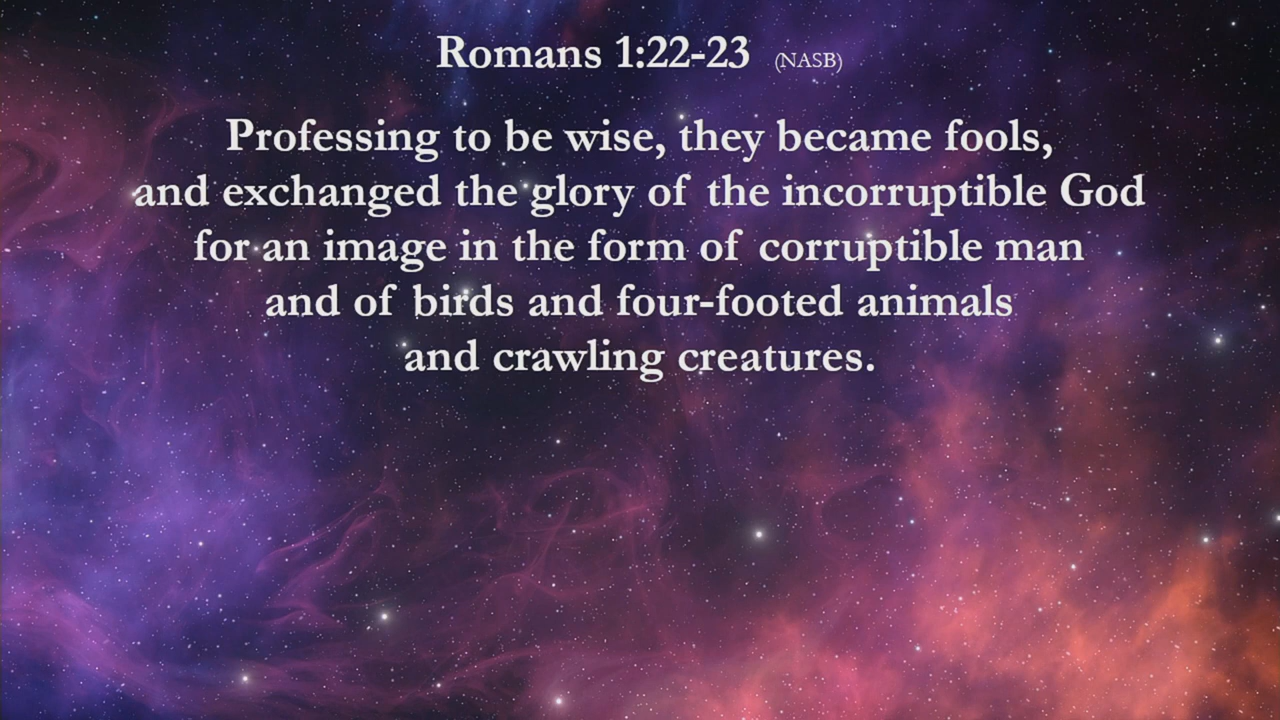 Romans 1:22-23 (NASB)
Professing to be wise, they became fools,
and exchanged the glory of the incorruptible God
for an image in the form of corruptible man
and of birds and four-footed animals
and crawling creatures.